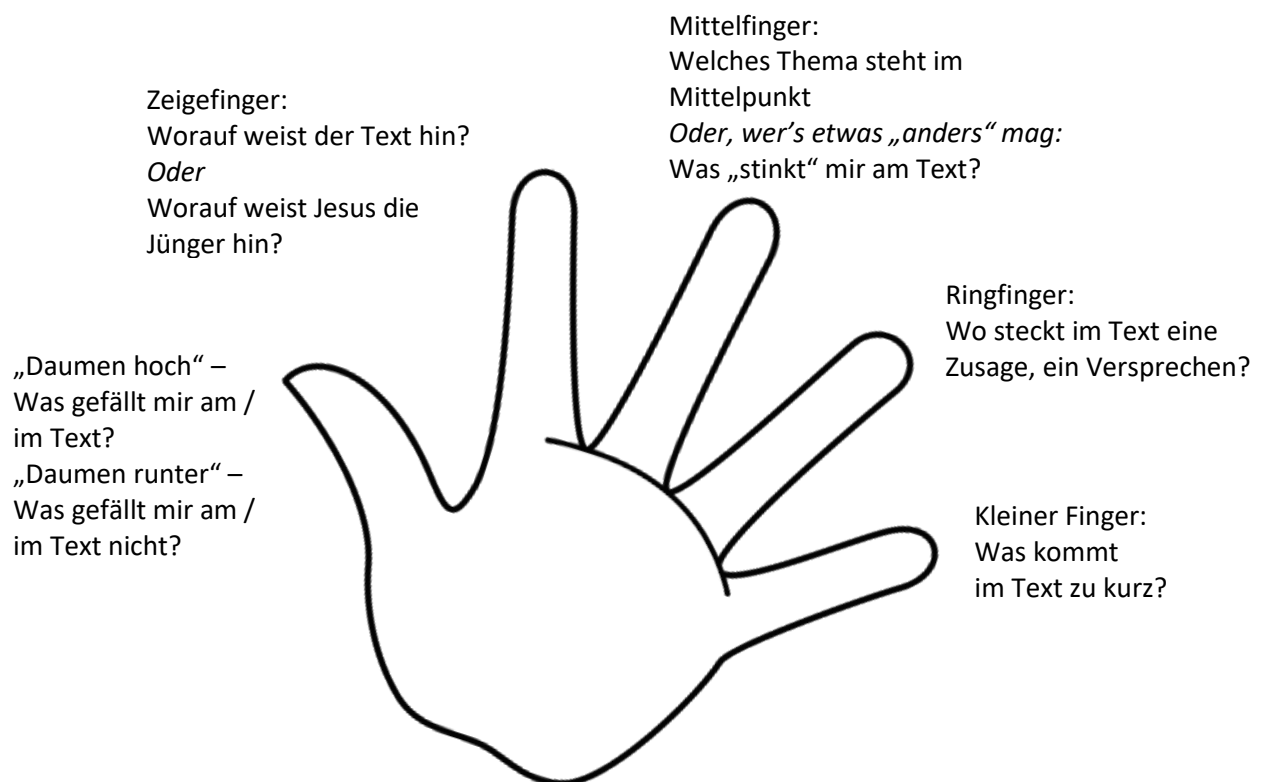 Mittelfinger:
Welches Thema steht im
Mittelpunkt
Oder, wer’s etwas „anders“ mag:
Was „stinkt“ mir am Text?
Zeigefinger:
Worauf weist der Text hin?
Oder
Worauf weist Jesus die
Jünger hin?
Ringfinger:
Wo steckt im Text eine
Zusage, ein Versprechen?
„Daumen hoch“ –
Was gefällt mir am /
im Text?
„Daumen runter“ –
Was gefällt mir am /
im Text nicht?
Kleiner Finger:
Was kommt
im Text zu kurz?